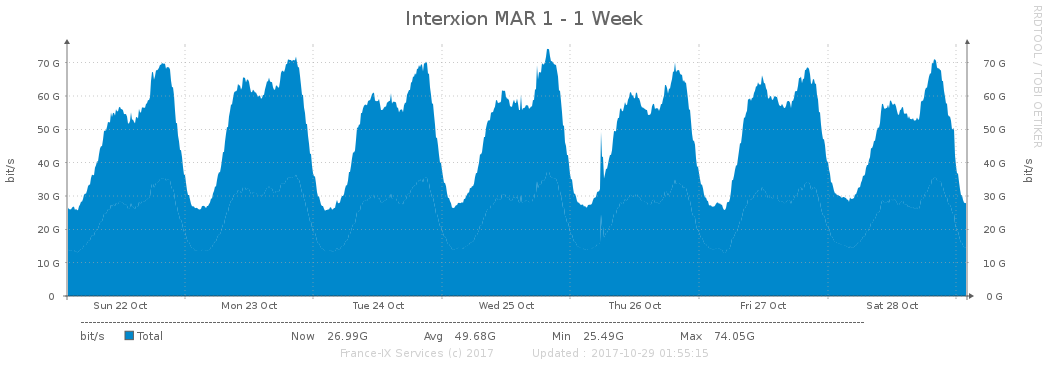 Interxion MAR 1 - 1 Week
RRDTOOL / TOBI OETIKER
bit/s
70 G 70 G
60 G 60 G
50 G 50 G
40 G 40 G
30 G 30 G
20 G 20 G
10 G 10 G
0 0 G
bit/s
Sun 22 Oct Mon 23 Oct Tue 24 Oct Wed 25 Oct Thu 26 Oct Fri 27 Oct Sat 28 Oct
bit/s Total Now 26.99G Avg 49.68G Min 25.49G Max 74.05G
France-IX Services (c) 2017 Updated : 2017-10-29 01:55:15